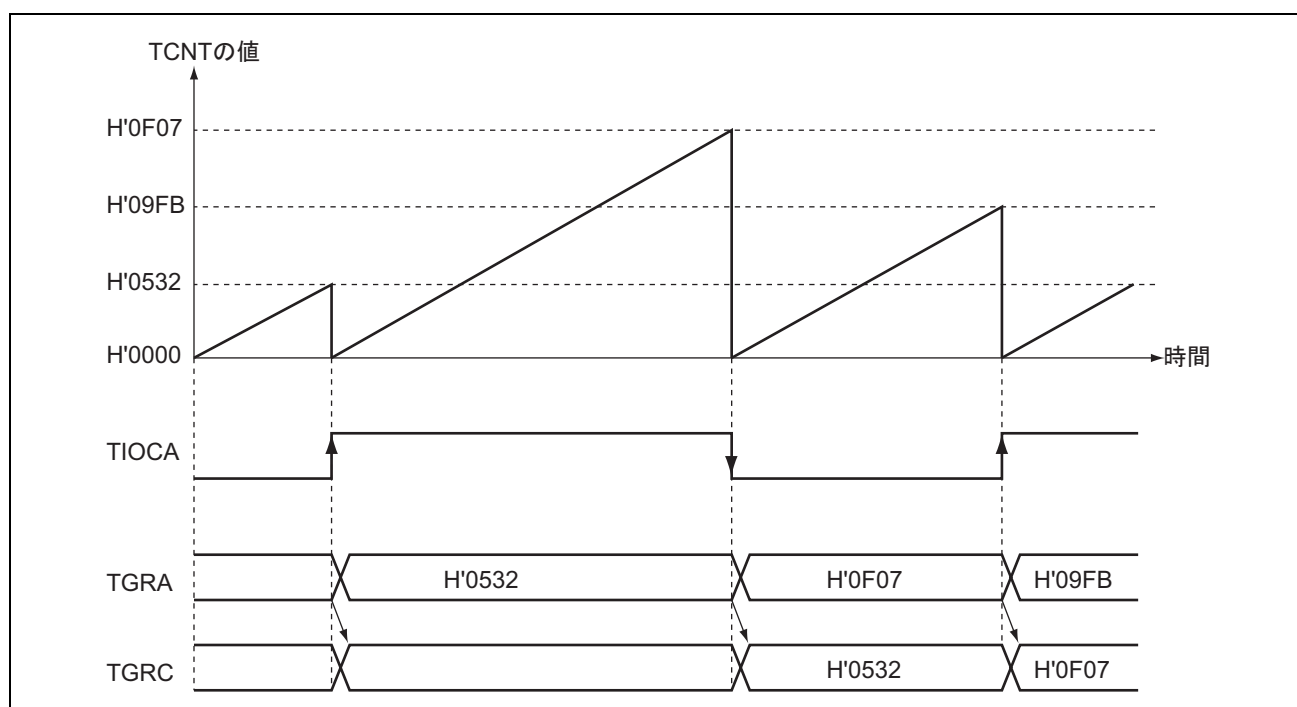 TCNTの値
H'0F07
H'09FB
H'0532
H'0000
時間
TIOCA
TGRA
H'0532
H'0F07
H'09FB
TGRC
H'0532
H'0F07